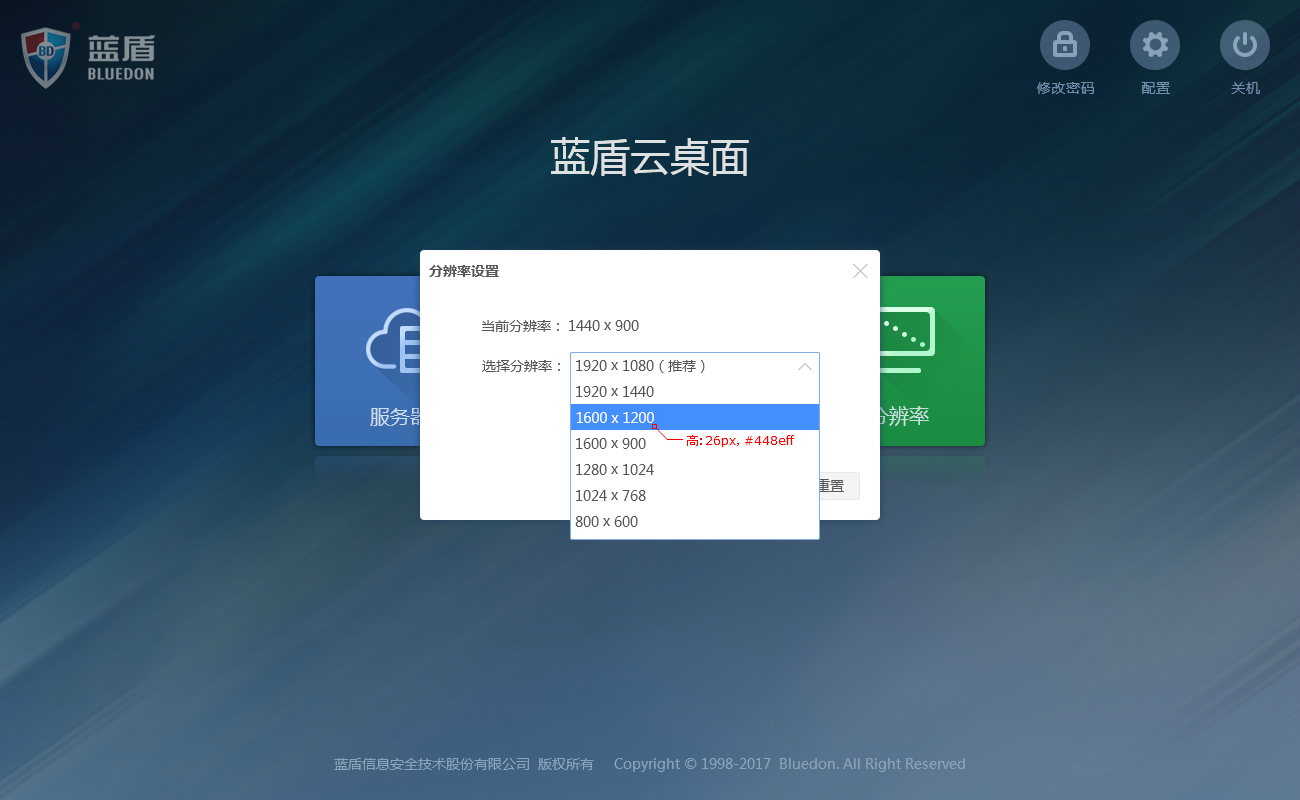 BD
®
蓝盾
BLUEDON
修改密码
配置
关机
蓝盾云桌面
分辨率设置
当前分辨率： 1440 x 900
选择分辨率： 1920 x 1080 ( 推荐 )
1920 x 1440
1600 x 1200
高: 26px, #448eff
1600 x 900
1280 x 1024
1024 x 768
800 x 600
重置
服务器
分辨率
蓝盾信息安全技术股份有限公司 版权所有 Copyright © 1998-2017 Bluedon. All Right Reserved